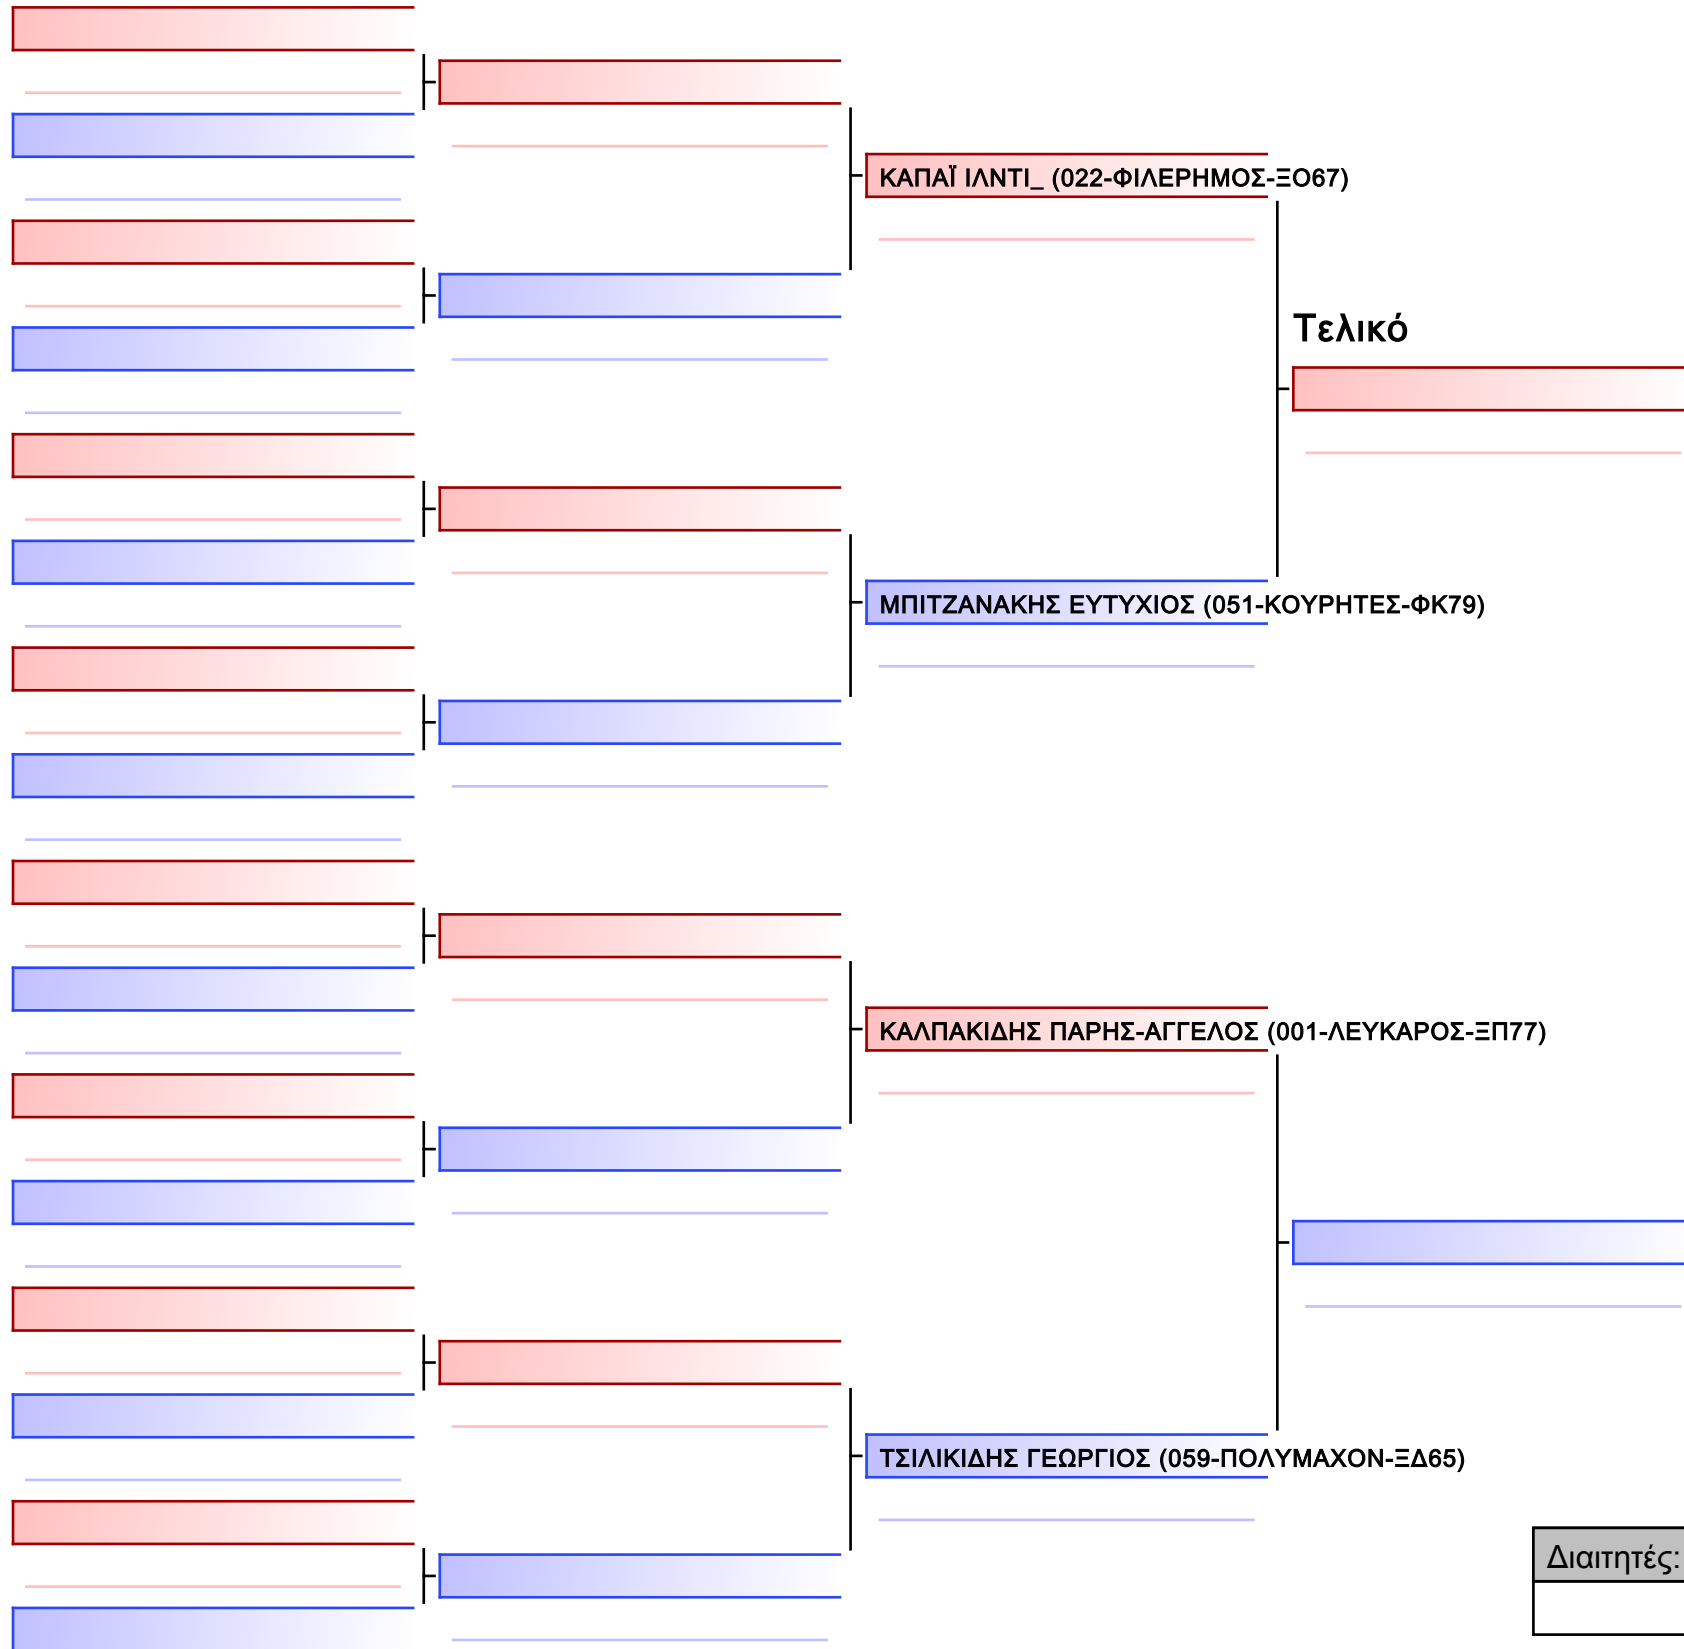 ΚΑΠΑΪ ΙΛΝΤΙ_ (022-ΦΙΛΕΡΗΜΟΣ-ΞΟ67)
Τελικό
ΜΠΙΤΖΑΝΑΚΗΣ ΕΥΤΥΧΙΟΣ (051-ΚΟΥΡΗΤΕΣ-ΦΚ79)
ΚΑΛΠΑΚΙΔΗΣ ΠΑΡΗΣ-ΑΓΓΕΛΟΣ (001-ΛΕΥΚΑΡΟΣ-ΞΠ77)
ΤΣΙΛΙΚΙΔΗΣ ΓΕΩΡΓΙΟΣ (059-ΠΟΛΥΜΑΧΟΝ-ΞΔ65)
Διαιτητές: